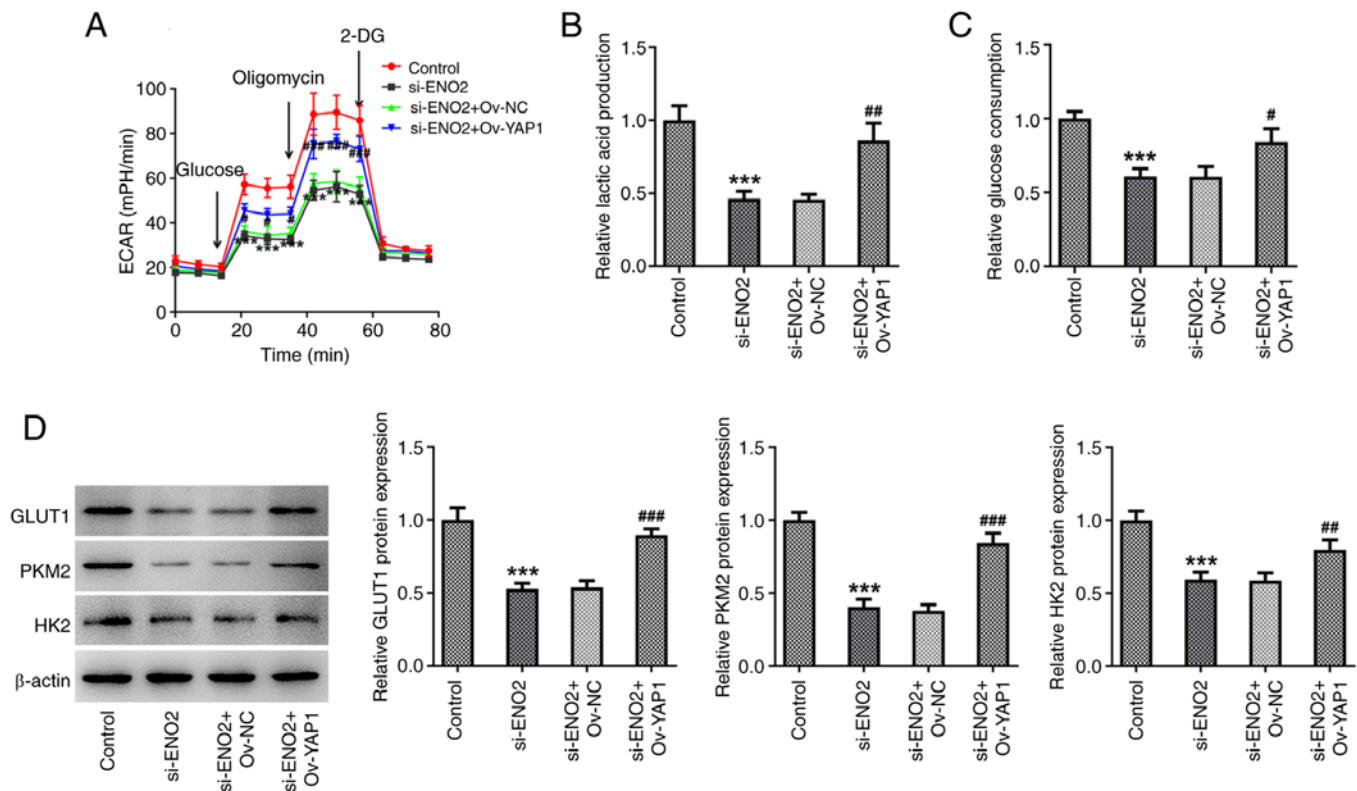 A
2-DG
Oligomycin
Glucose
Control
si-ENO2
si-ENO2+Ov-NC
si-ENO2+Ov-YAP1
ECAR (mPH/min)
100
80
60
40
20
0
0 20 40 60 80
Time (min)
### ### ###
# # #
*** *** ***
*** *** ***
B
Relative lactic acid production
1.5
1.0
0.5
0.0
***
##
Control
si-ENO2
si-ENO2+
Ov-NC
si-ENO2+
Ov-YAP1
C
Relative glucose consumption
1.5
1.0
0.5
0.0
***
#
Control
si-ENO2
si-ENO2+
Ov-NC
si-ENO2+
Ov-YAP1
D
GLUT1
PKM2
HK2
β-actin
Control
si-ENO2
si-ENO2+
Ov-NC
si-ENO2+
Ov-YAP1
Relative GLUT1 protein expression
1.5
1.0
0.5
0.0
***
###
Control
si-ENO2
si-ENO2+
Ov-NC
si-ENO2+
Ov-YAP1
Relative PKM2 protein expression
1.5
1.0
0.5
0.0
***
###
Control
si-ENO2
si-ENO2+
Ov-NC
si-ENO2+
Ov-YAP1
Relative HK2 protein expression
1.5
1.0
0.5
0.0
***
##
Control
si-ENO2
si-ENO2+
Ov-NC
si-ENO2+
Ov-YAP1